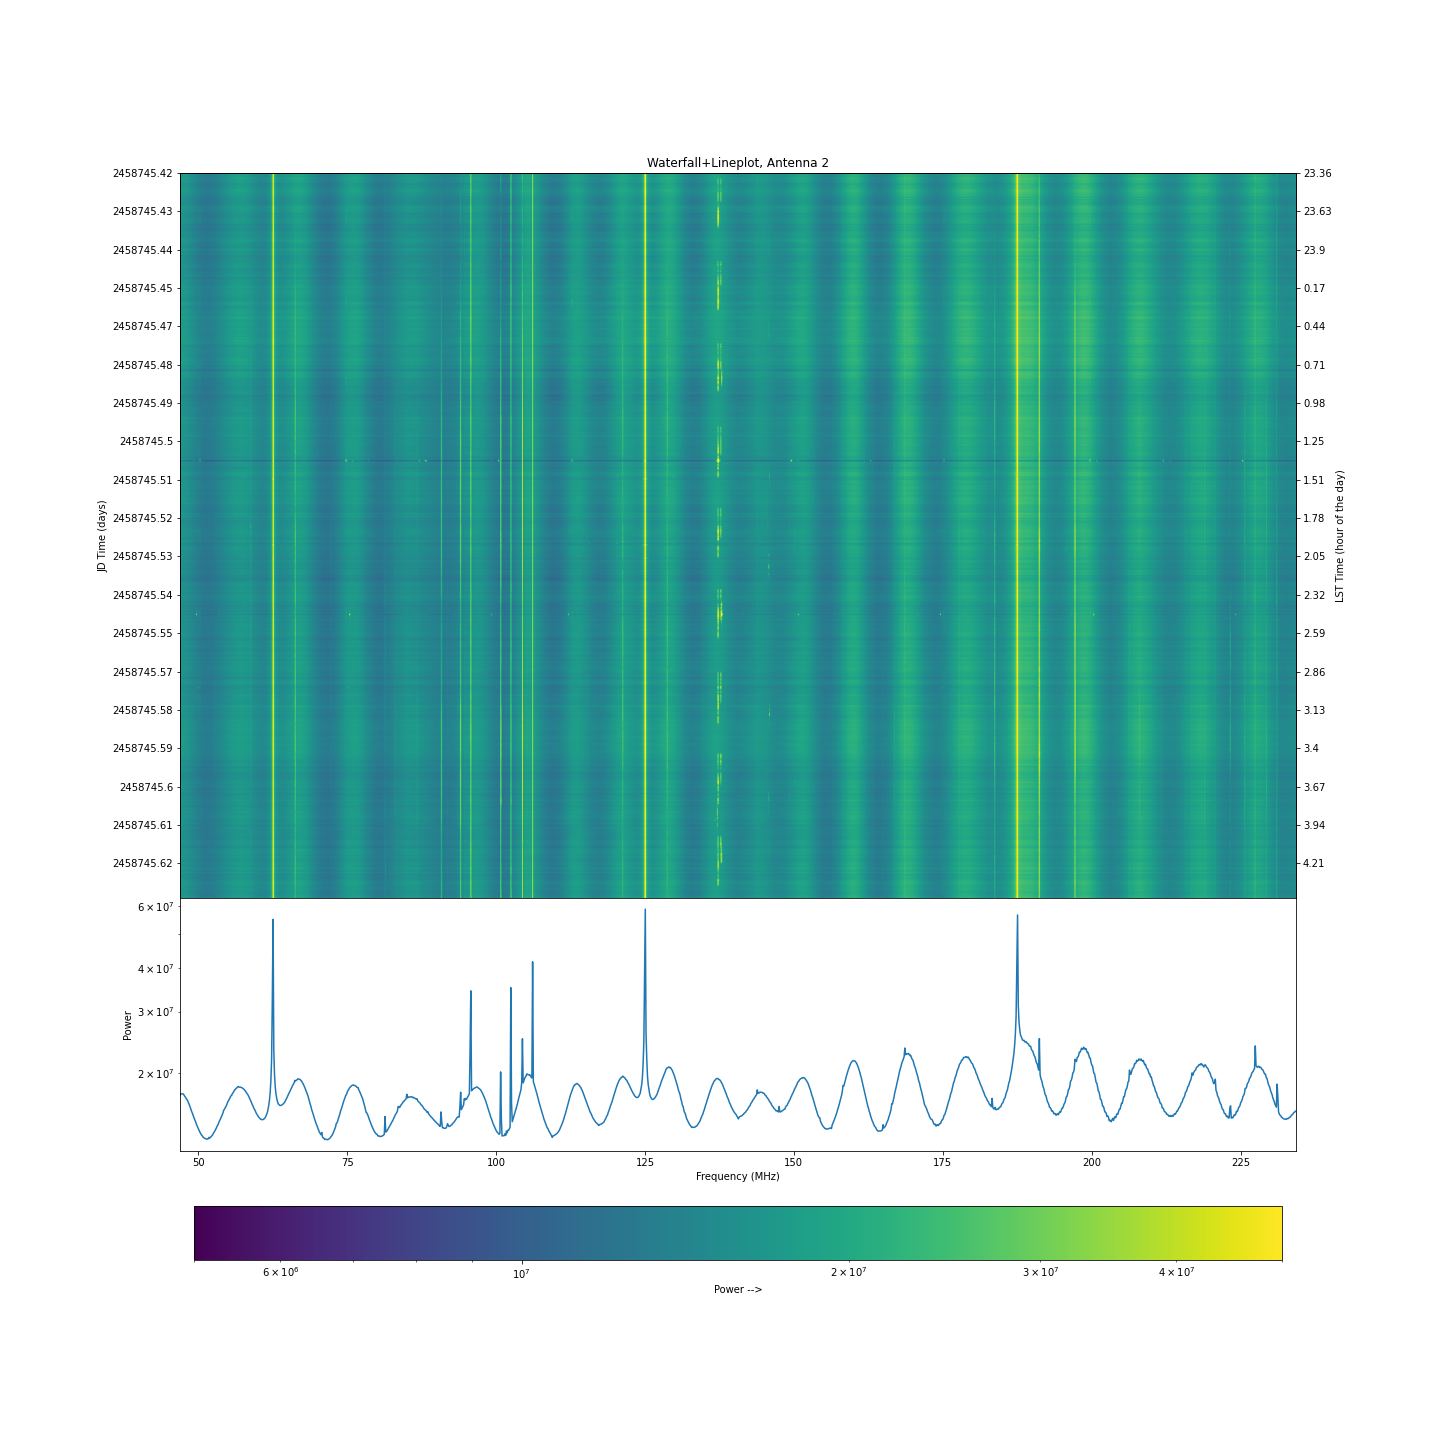 Waterfall+Lineplot, Antenna 2
2458745.42 23.36
2458745.43 23.63
2458745.44 23.9
2458745.45 0.17
2458745.47 0.44
2458745.48 0.71
2458745.49 0.98
2458745.5 1.25
2458745.51 1.51
2458745.52 1.78
2458745.53 2.05
2458745.54 2.32
2458745.55 2.59
2458745.57 2.86
2458745.58 3.13
2458745.59 3.4
2458745.6 3.67
2458745.61 3.94
2458745.62 4.21
JD Time (days)
LST Time (hour of the day)
6 × 10⁷
4 × 10⁷
3 × 10⁷
2 × 10⁷
Power
50 75 100 125 150 175 200 225
Frequency (MHz)
6 × 10⁶ 10⁷ 2 × 10⁷ 3 × 10⁷ 4 × 10⁷
Power -->